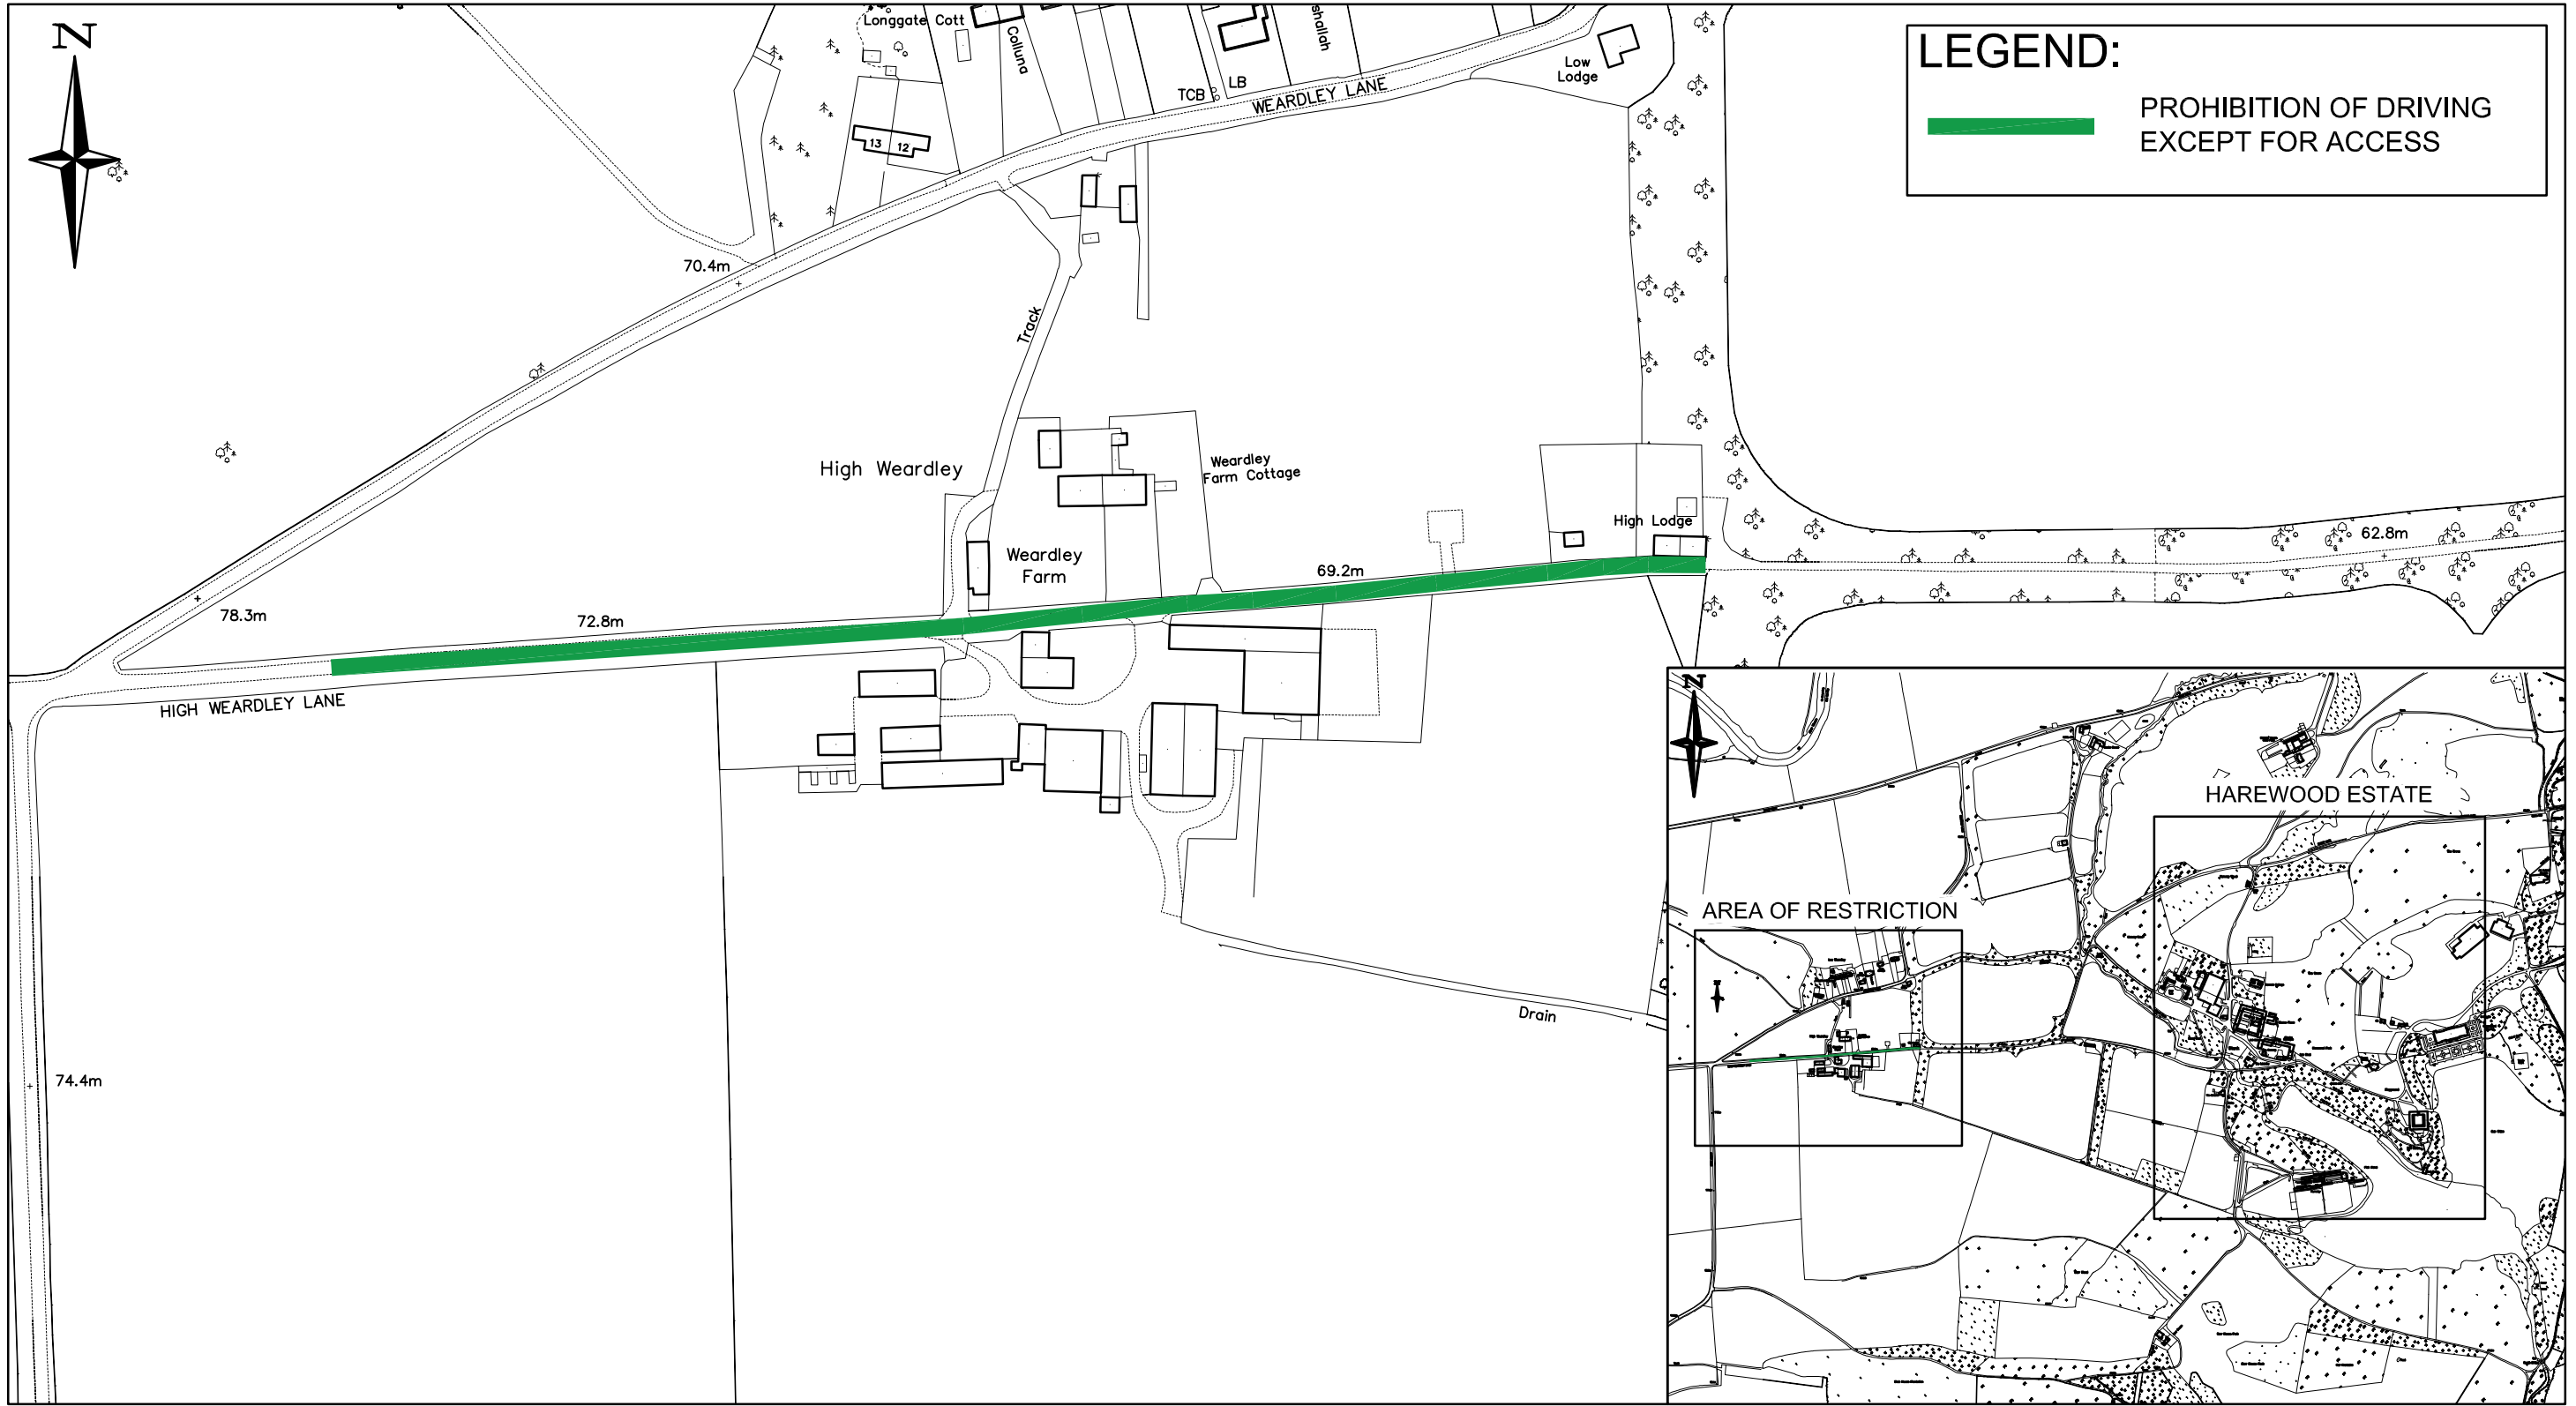 N
Longgate Cott
Colluna
shallah
TCB
LB
WEARDLEY LANE
Low
Lodge
LEGEND:
PROHIBITION OF DRIVING
EXCEPT FOR ACCESS
13
12
70.4m
Track
High Weardley
Weardley
Farm Cottage
High Lodge
62.8m
Weardley
Farm
69.2m
78.3m
72.8m
HIGH WEARDLEY LANE
N
HAREWOOD ESTATE
AREA OF RESTRICTION
Drain
74.4m